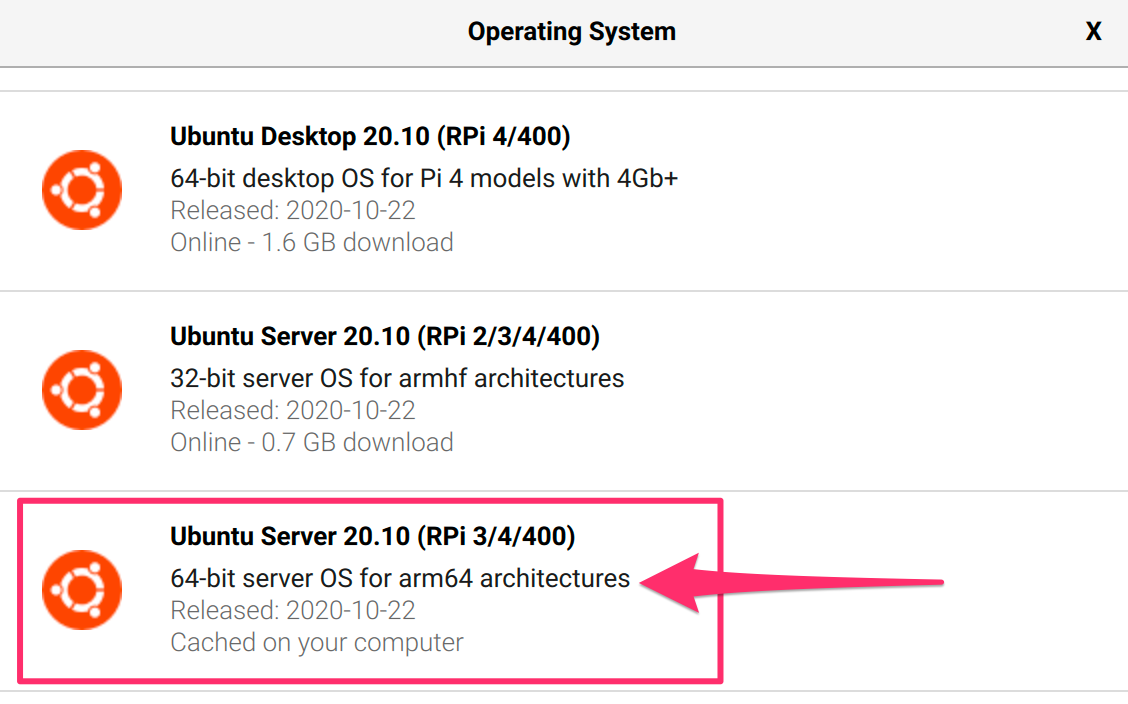 Operating System
X
Ubuntu Desktop 20.10 (RPi 4/400)
64-bit desktop OS for Pi 4 models with 4Gb+
Released: 2020-10-22
Online - 1.6 GB download
Ubuntu Server 20.10 (RPi 2/3/4/400)
32-bit server OS for armhf architectures
Released: 2020-10-22
Online - 0.7 GB download
Ubuntu Server 20.10 (RPi 3/4/400)
64-bit server OS for arm64 architectures
Released: 2020-10-22
Cached on your computer